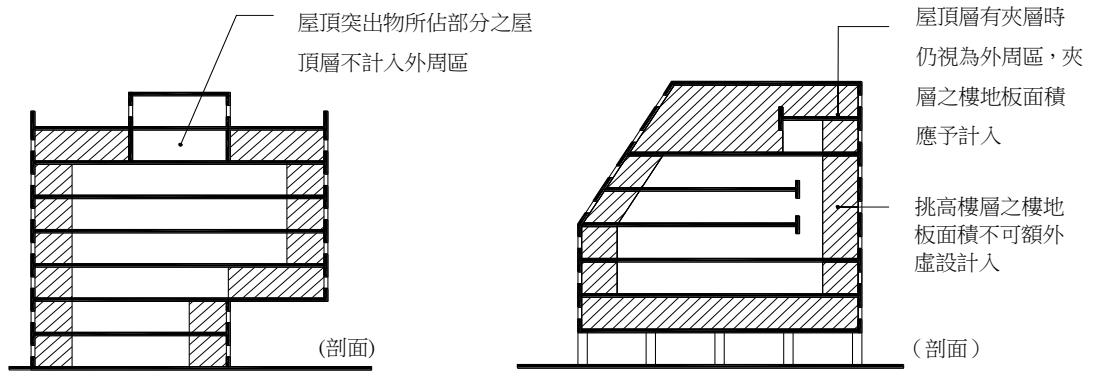 屋頂突出物所佔部分之屋
頂層不計入外周區
(剖面)
屋頂層有夾層時
仍視為外周區,夾
層之樓地板面積
應予計入
挑高樓層之樓地
板面積不可額外
虛設計入
(剖面)